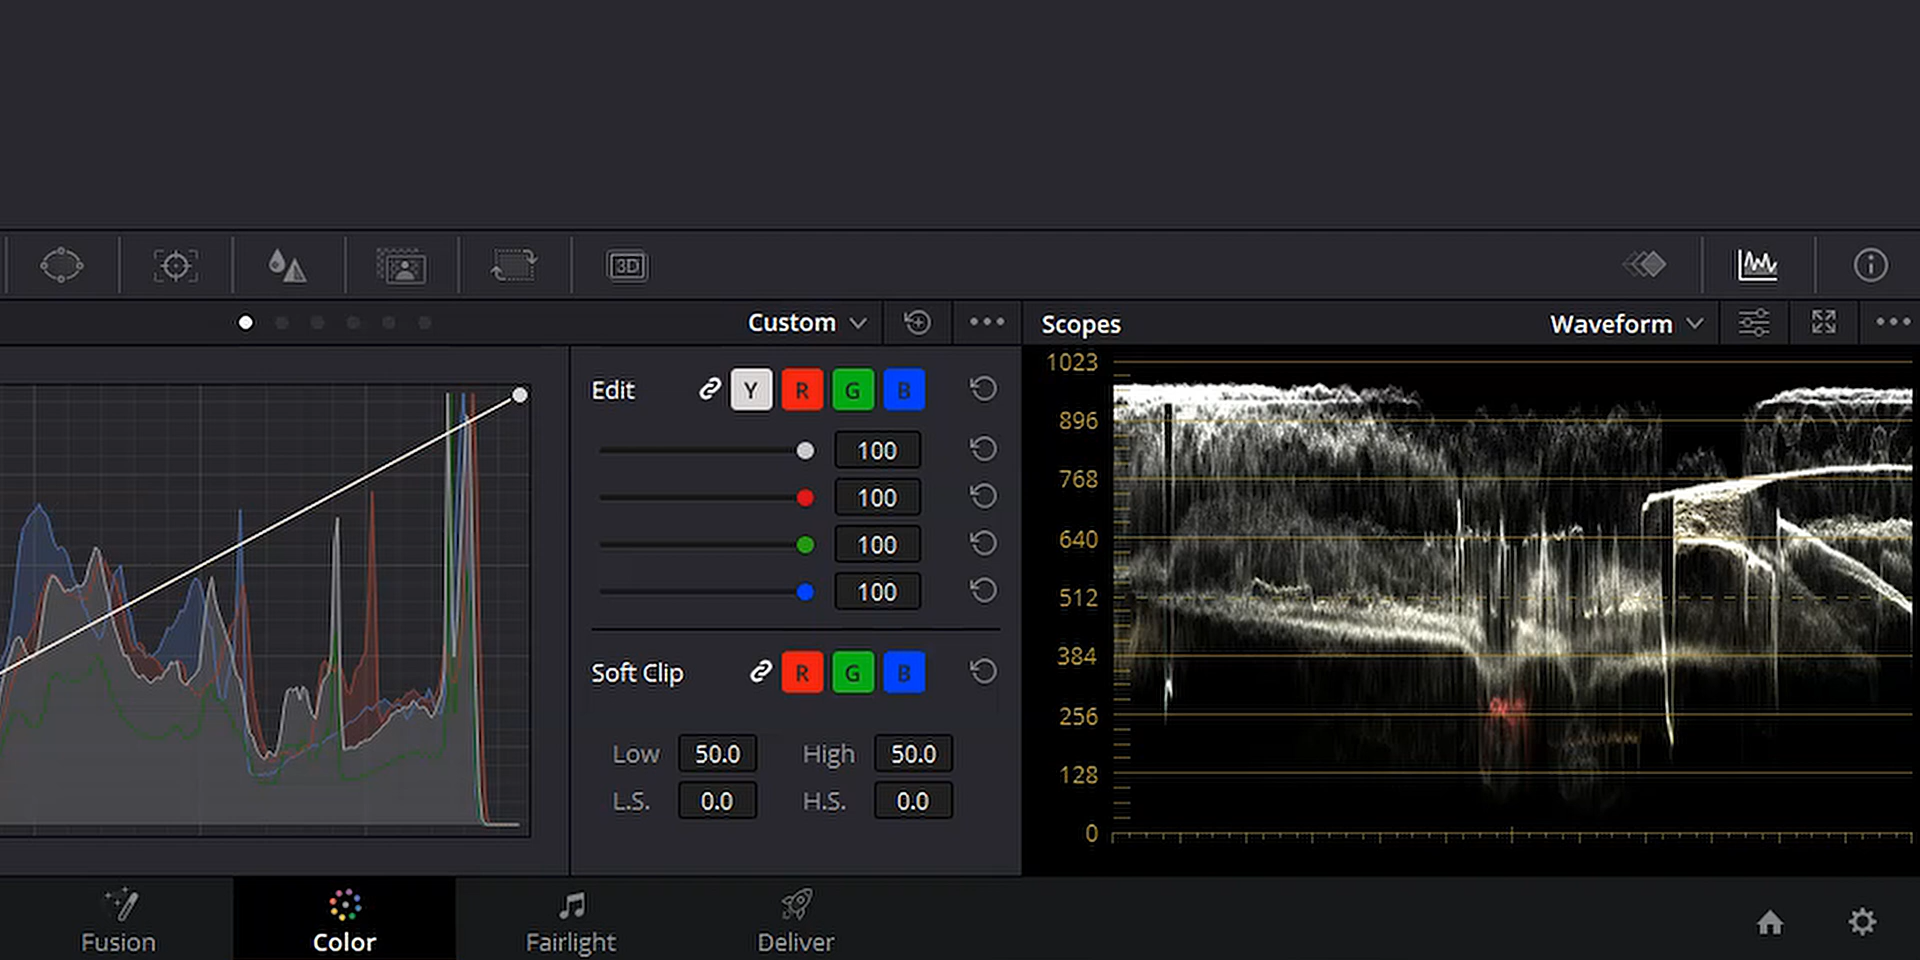 3D
Custom
Scopes
Waveform
Edit
Y R G B
100
100
100
100
Soft Clip
R G B
Low 50.0 High 50.0
L.S. 0.0 H.S. 0.0
1023
896
768
640
512
384
256
128
0
Fusion
Color
Fairlight
Deliver